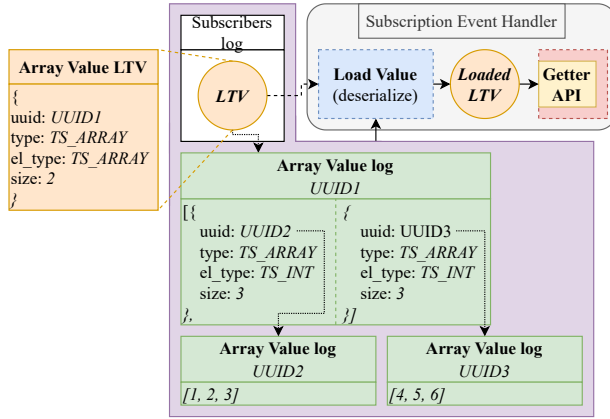 Subscribers
log
LTV
Subscription Event Handler
Load Value
(deserialize)
Loaded
LTV
Getter
API
Array Value LTV
{
uuid: UUID1
type: TS_ARRAY
el_type: TS_ARRAY
size: 2
}
Array Value log
UUID1
[{
uuid: UUID2
type: TS_ARRAY
el_type: TS_INT
size: 3
},
{
uuid: UUID3
type: TS_ARRAY
el_type: TS_INT
size: 3
}]
Array Value log
UUID2
[1, 2, 3]
Array Value log
UUID3
[4, 5, 6]